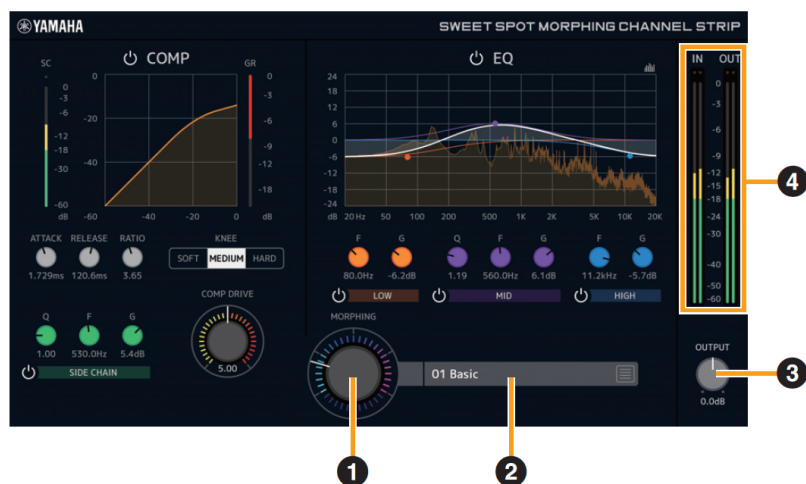 YAMAHA
SWEET SPOT MORPHING CHANNEL STRIP
SC
COMP
GR
0
-3
-6
-12
-18
-30
-60
dB
0
-20
-40
-60
-40
-20
0
0
-3
-6
-9
-12
-18
dB
ATTACK
RELEASE
RATIO
1.729ms
120.6ms
3.65
KNEE
SOFT
MEDIUM
HARD
Q
F
G
1.00
530.0Hz
5.4dB
SIDE CHAIN
COMP DRIVE
5.00
EQ
24
18
12
6
0
-6
-12
-18
-24
dB
20 Hz
50
100
200
500
1K
2K
5K
10K
20K
F
G
80.0Hz
-6.2dB
LOW
Q
F
G
1.19
560.0Hz
6.1dB
MID
F
G
11.2kHz
-5.7dB
HIGH
MORPHING
01 Basic
IN
OUT
0
-3
-6
-9
-12
-15
-18
-24
-30
-40
-50
-60
4
OUTPUT
0.0dB
3
1
2